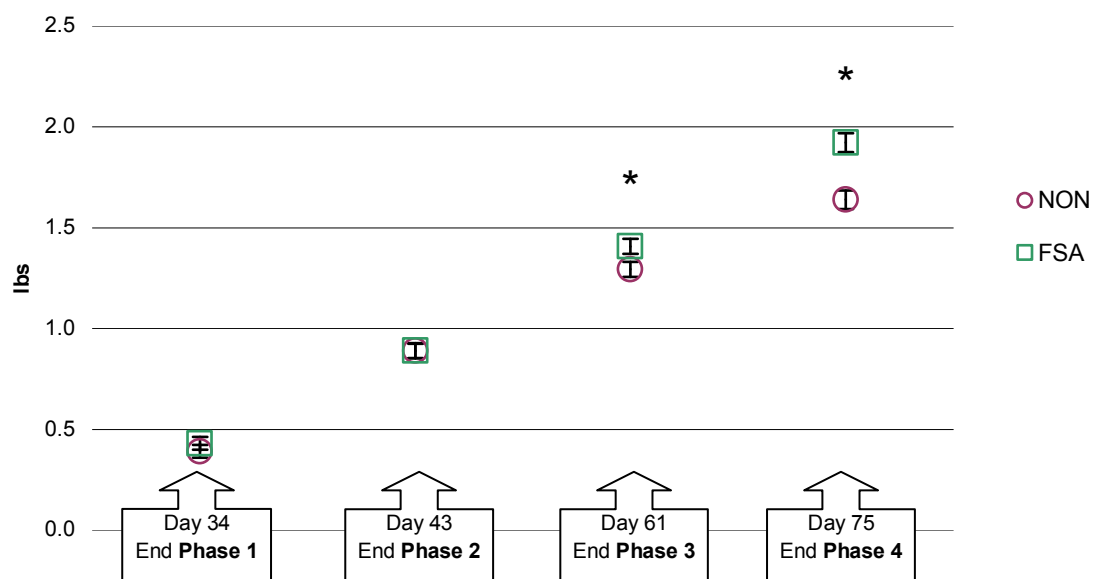 2.5
2.0
1.5
1.0
0.5
0.0
lbs
*
*
NON
FSA
Day 34
End Phase 1
Day 43
End Phase 2
Day 61
End Phase 3
Day 75
End Phase 4